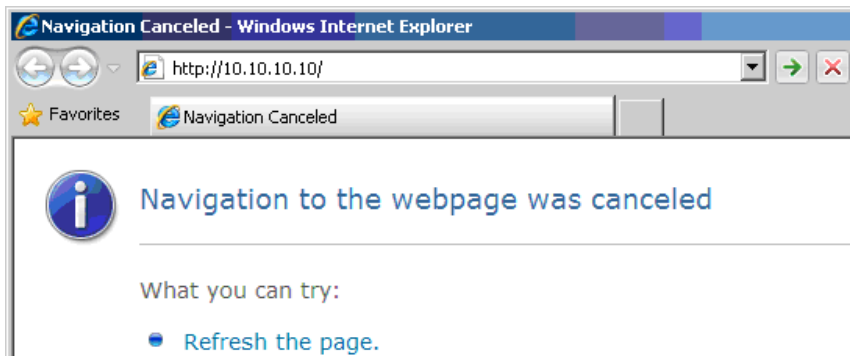 Navigation Canceled - Windows Internet Explorer
http://10.10.10.10/
Favorites
Navigation Canceled
Navigation to the webpage was canceled
What you can try:
Refresh the page.